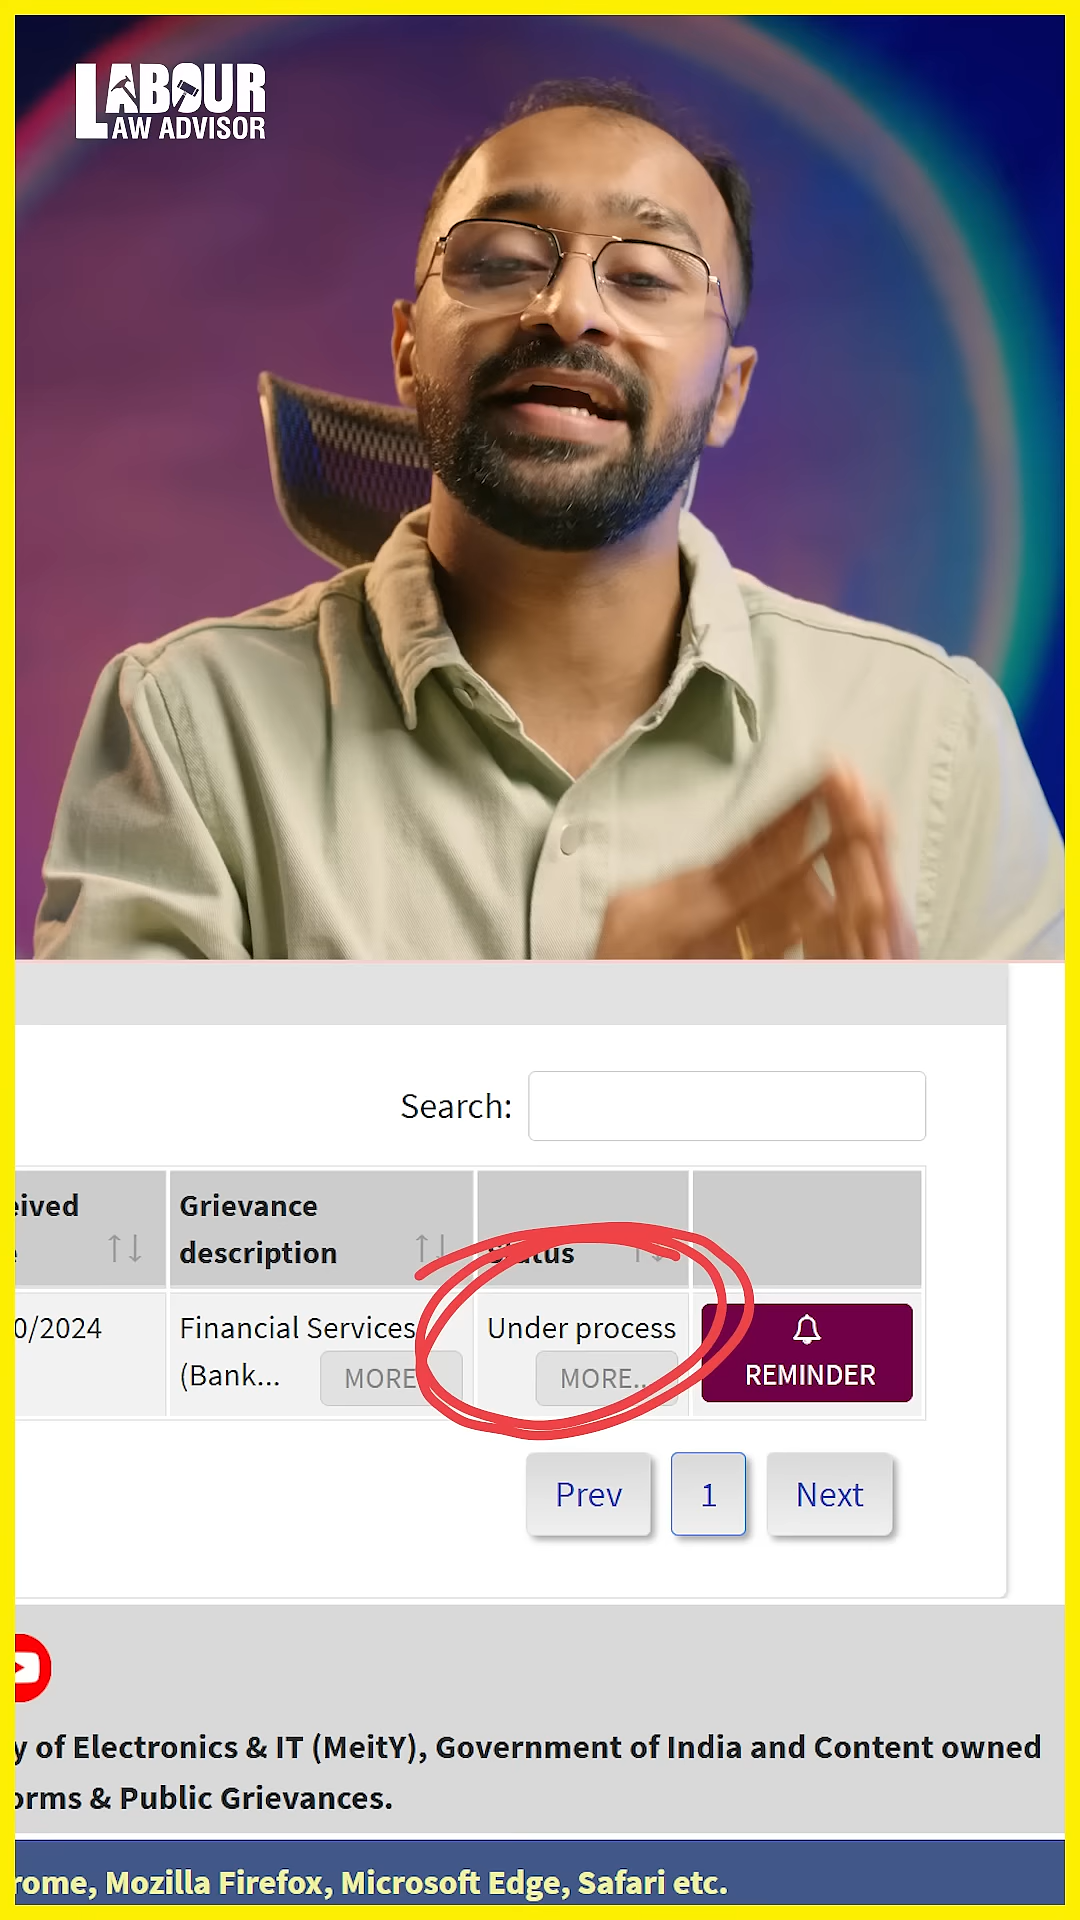 LABOUR
LAW ADVISOR
Search:
eived
Grievance
description
Status
0/2024
Financial Services
(Bank...
MORE
Under process
MORE..
REMINDER
Prev
1
Next
y of Electronics & IT (MeitY), Government of India and Content owned
orms & Public Grievances.
rome, Mozilla Firefox, Microsoft Edge, Safari etc.